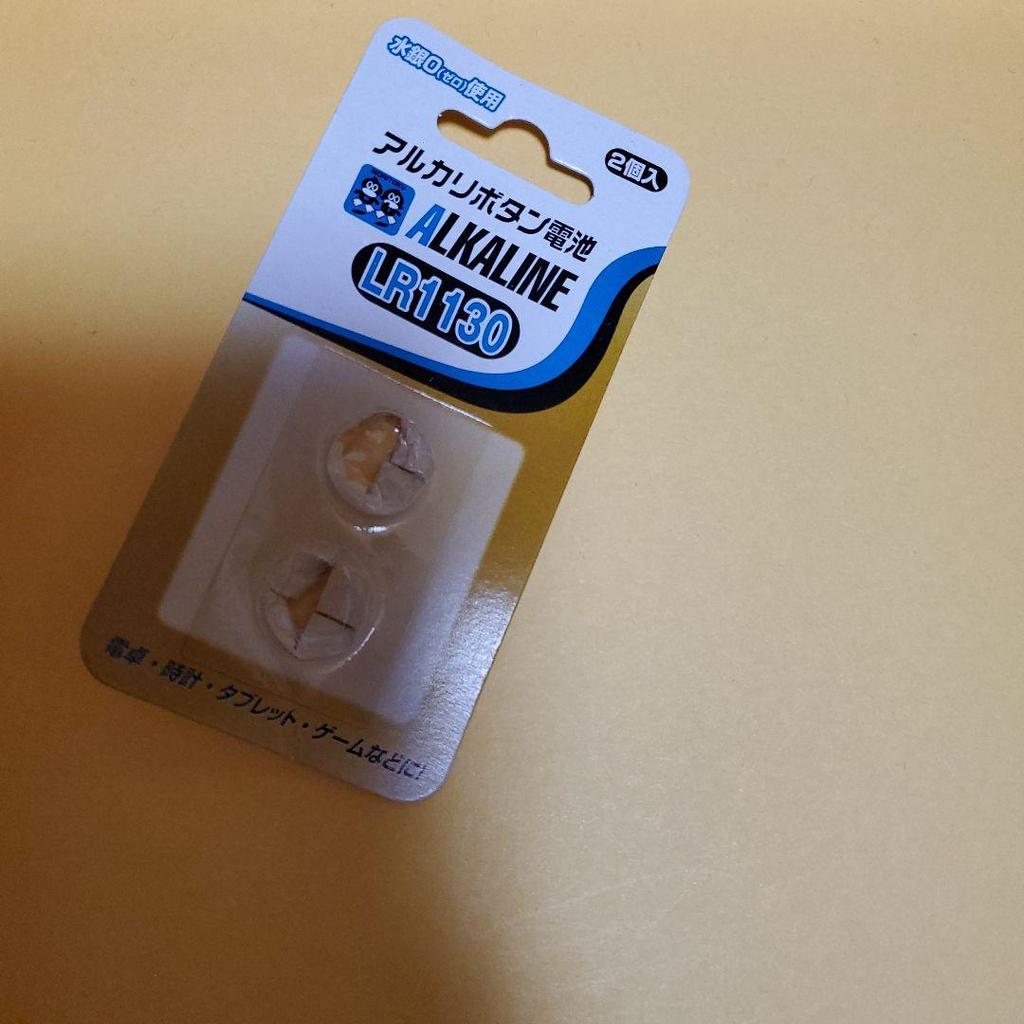 水銀0(ゼロ)使用
2個入
アルカリボタン電池
ALKALINE
LR1130
電卓・時計・タブレット・ゲームなどに!